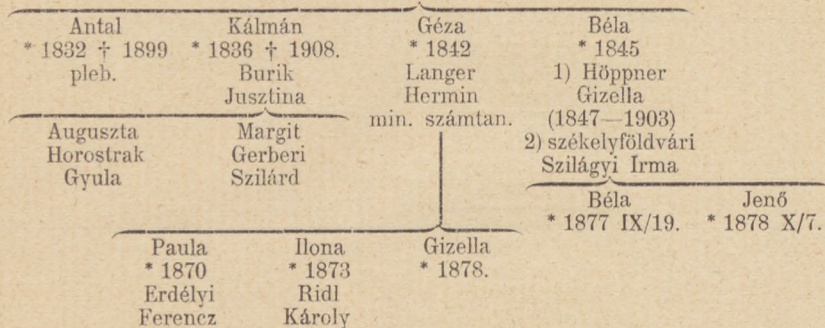 Antal Kálmán Géza Béla
* 1832 † 1899 * 1836 † 1908. * 1842 * 1845
pleb. Burik Langer 1) Höppner
Jusztina Hermin Gizella
min. számtan. (1847—1903)
Auguszta Margit 2) székelyföldvári
Horostrak Gerberi Szilágyi Irma
Gyula Szilárd
Béla Jenő
* 1877 IX/19. * 1878 X/7.
Paula Ilona Gizella
* 1870 * 1873 * 1878.
Erdélyi Ridl
Ferencz Károly